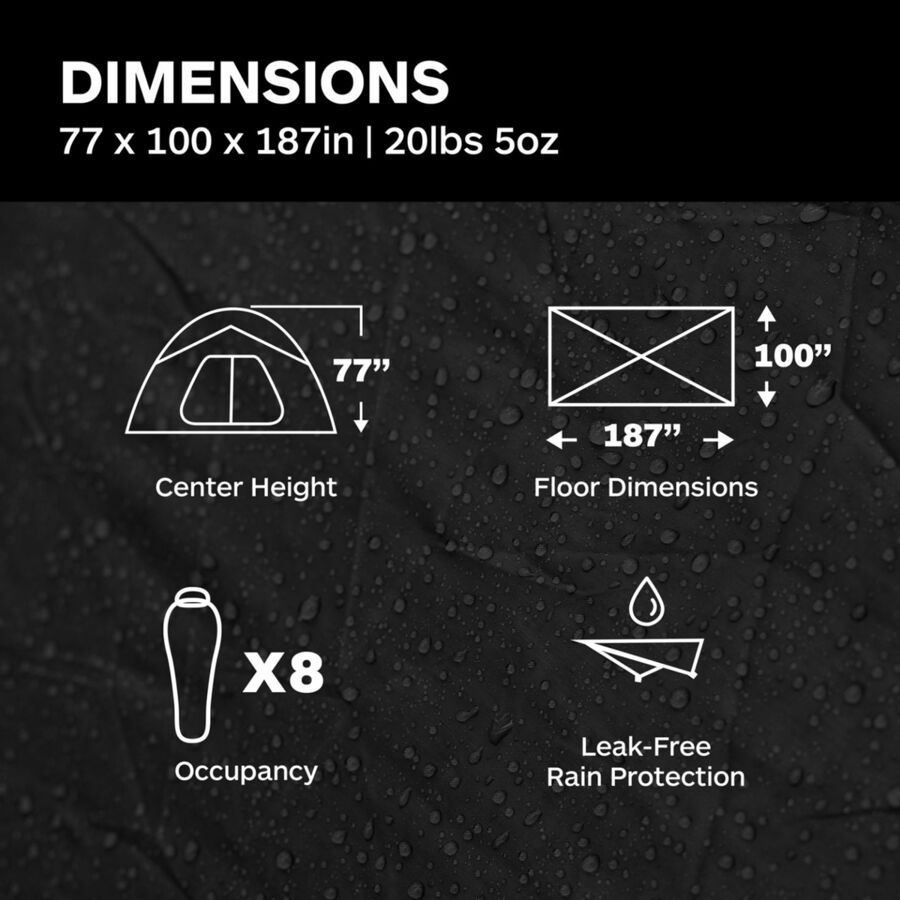 DIMENSIONS
77 x 100 x 187in | 20lbs 5oz
77”
Center Height
100”
187”
Floor Dimensions
X8
Occupancy
Leak-Free
Rain Protection